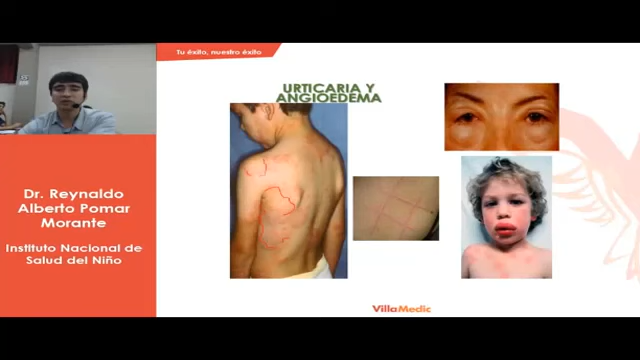 Tu éxito, nuestro éxito
URTICARIA Y
ANGIOEDEMA
Dr. Reynaldo
Alberto Pomar
Morante
Instituto Nacional de
Salud del Niño
VillaMedic